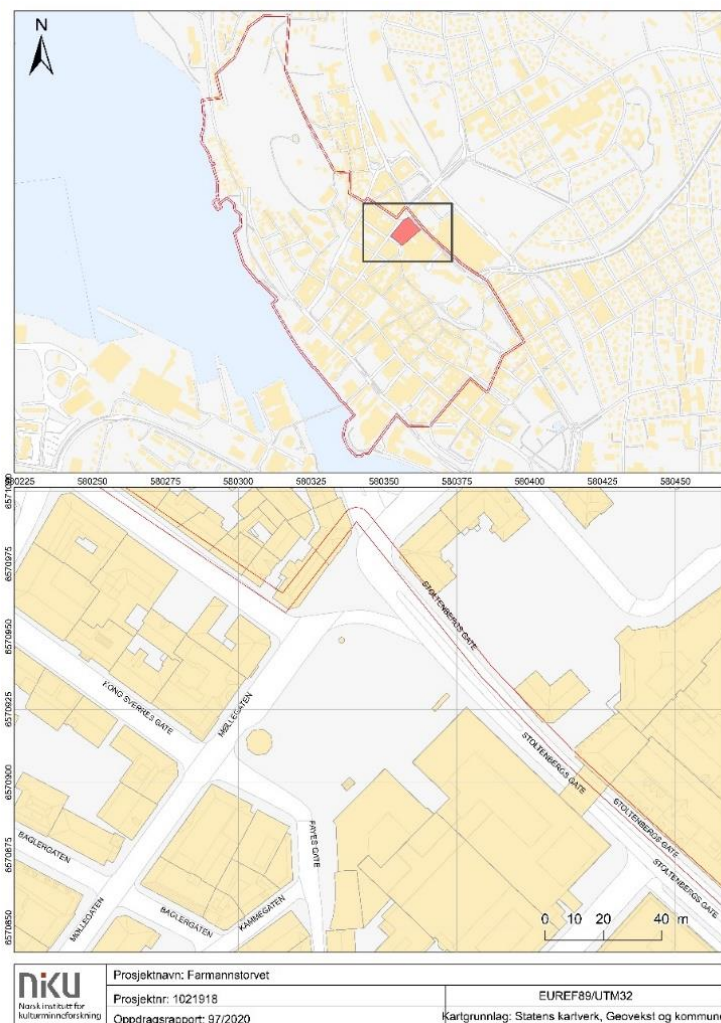 N
580225 580250 580275 580300 580325 580350 580375 580400 580425 580450
6570975
6570950
6570925
6570900
6570875
6570850
STOLTENBERGS GATE
KONG SVERRES GATE
MØLLEGATEN
STOLTENBERGS GATE
STOLTENBERGS GATE
STOLTENBERGS GATE
FAYES GATE
BAGLERGATEN
MØLLEGATEN
BAGLERGATEN
KAMMEGATEN
0 10 20 40 m
niku
Norsk institutt for
kulturminneforskning
Prosjektnavn: Farmannstorvet
Prosjektnr: 1021918
Oppdragsrapport: 97/2020
EUREF89/UTM32
Kartgrunnlag: Statens kartverk, Geovekst og kommune